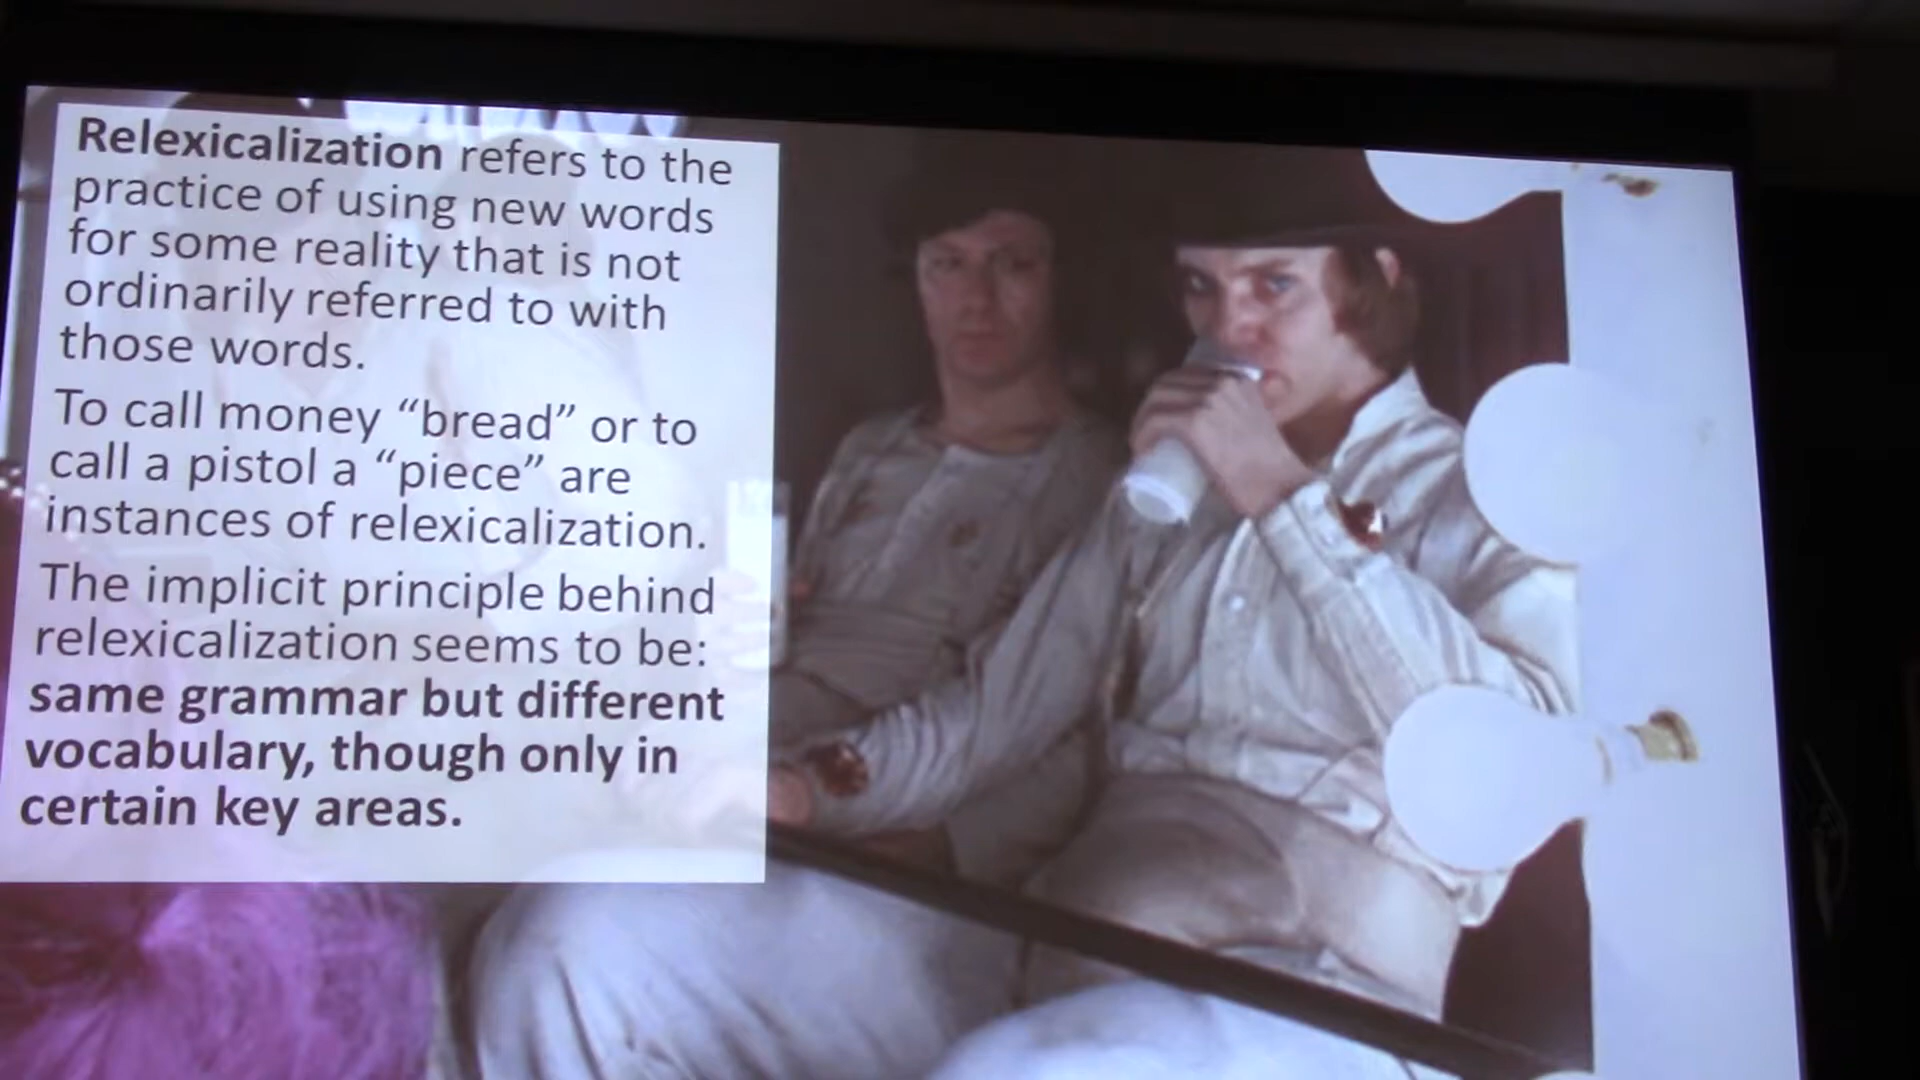 Relexicalization refers to the
practice of using new words
for some reality that is not
ordinarily referred to with
those words.
To call money “bread” or to
call a pistol a “piece” are
instances of relexicalization.
The implicit principle behind
relexicalization seems to be:
same grammar but different
vocabulary, though only in
certain key areas.